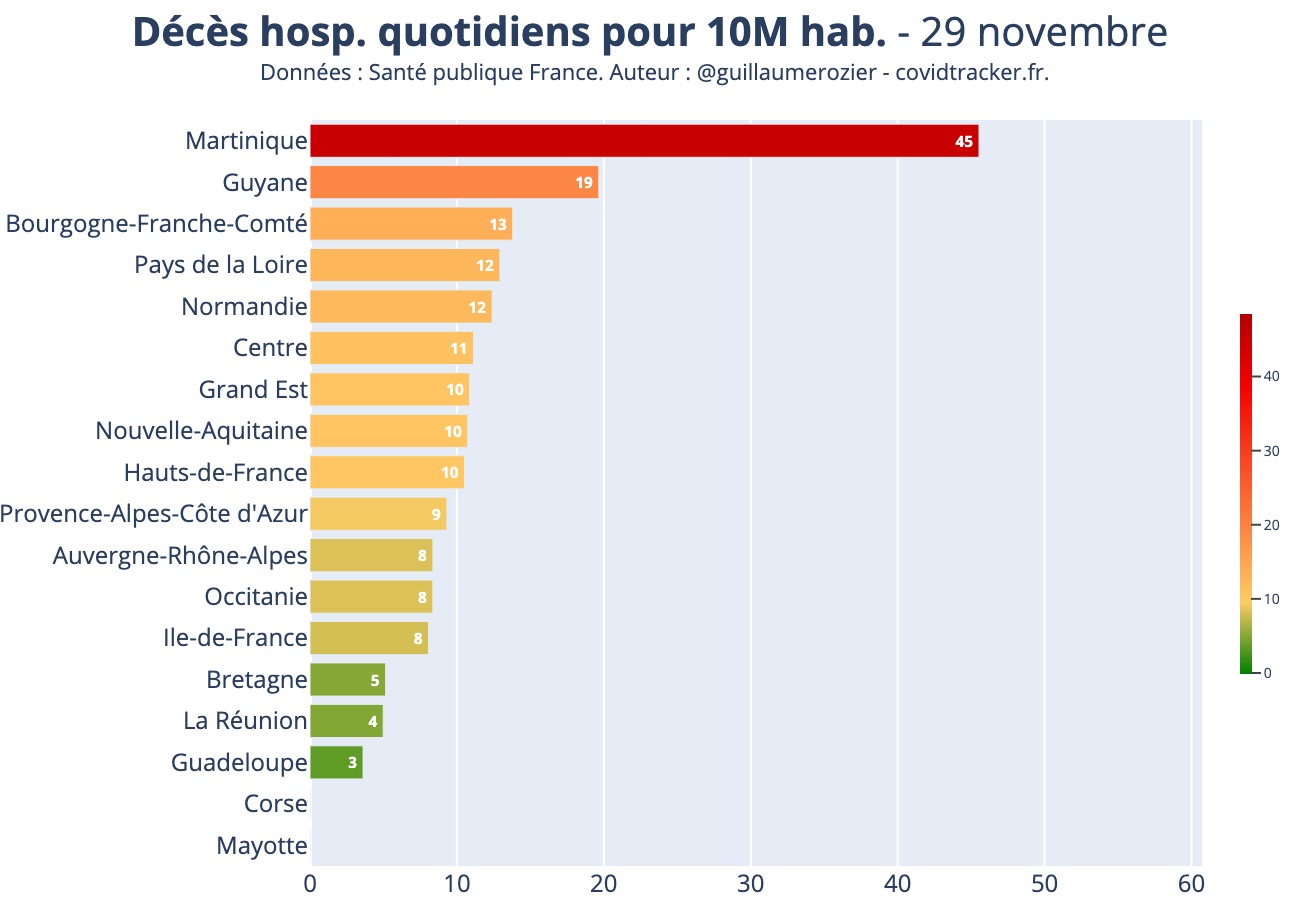 Décès hosp. quotidiens pour 10M hab. - 29 novembre
Données : Santé publique France. Auteur : @guillaumerozier - covidtracker.fr.
Martinique 45
Guyane 19
Bourgogne-Franche-Comté 13
Pays de la Loire 12
Normandie 12
Centre 11
Grand Est 10
Nouvelle-Aquitaine 10
Hauts-de-France 10
Provence-Alpes-Côte d'Azur 9
Auvergne-Rhône-Alpes 8
Occitanie 8
Ile-de-France 8
Bretagne 5
La Réunion 4
Guadeloupe 3
Corse
Mayotte
0 10 20 30 40 50 60
40
30
20
10
0